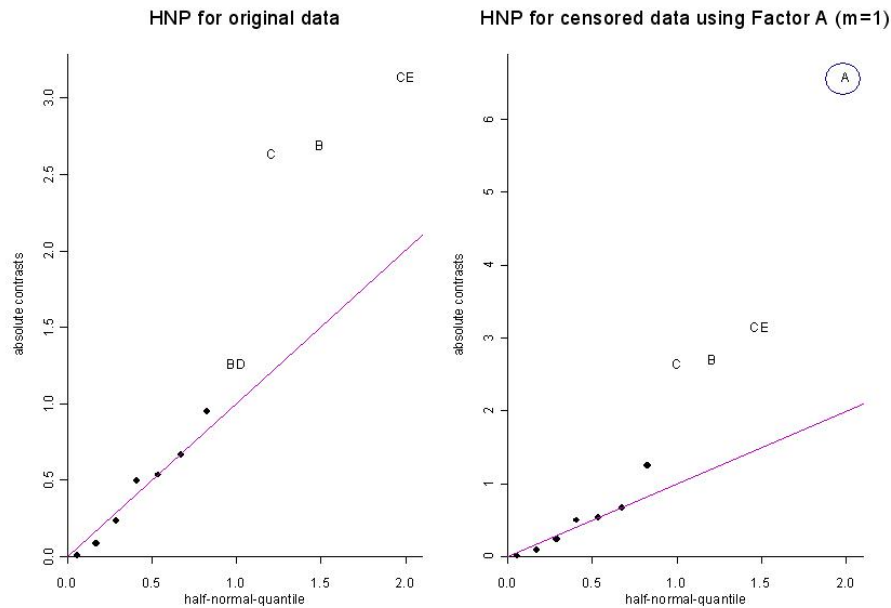 HNP for original data
3.0
2.5
2.0
1.5
1.0
0.5
0.0
absolute contrasts
CE
B
C
BD
0.0 0.5 1.0 1.5 2.0
half-normal-quantile
HNP for censored data using Factor A (m=1)
6
5
4
3
2
1
0
absolute contrasts
A
CE
B
C
0.0 0.5 1.0 1.5 2.0
half-normal-quantile